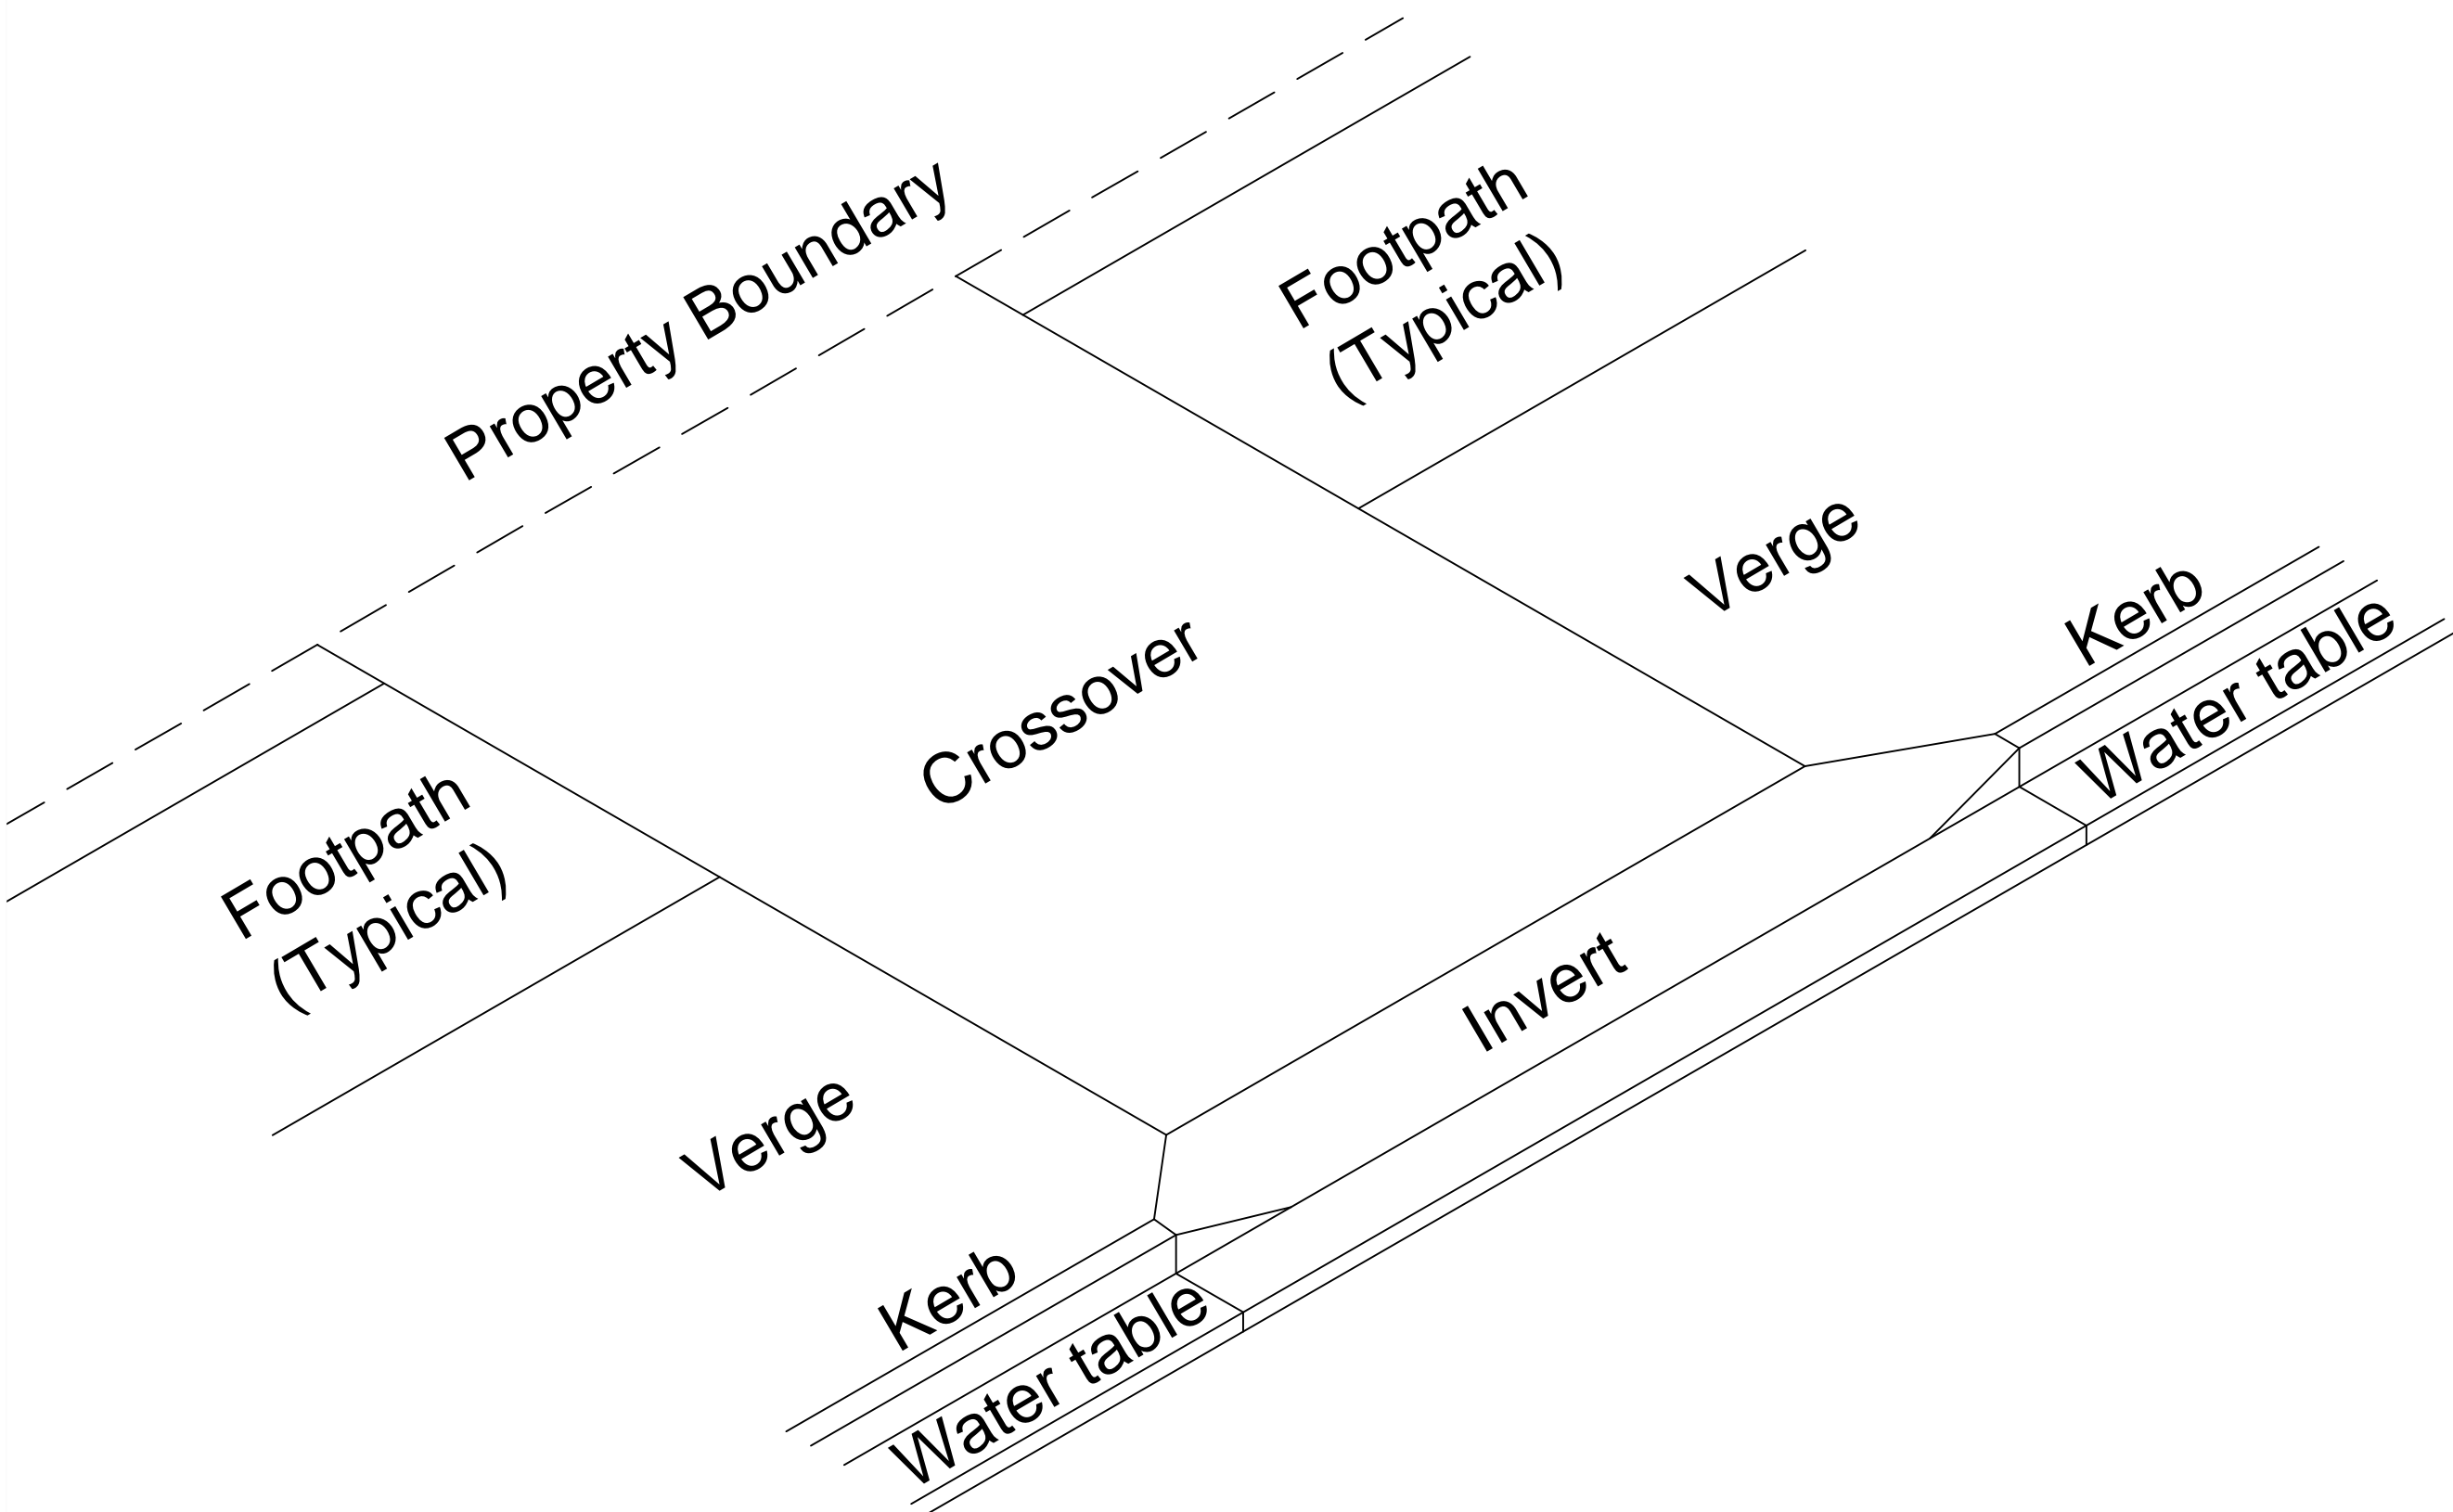 Property Boundary
Footpath
(Typical)
Verge
Kerb
Water table
Crossover
Footpath
(Typical)
Invert
Verge
Kerb
Water table